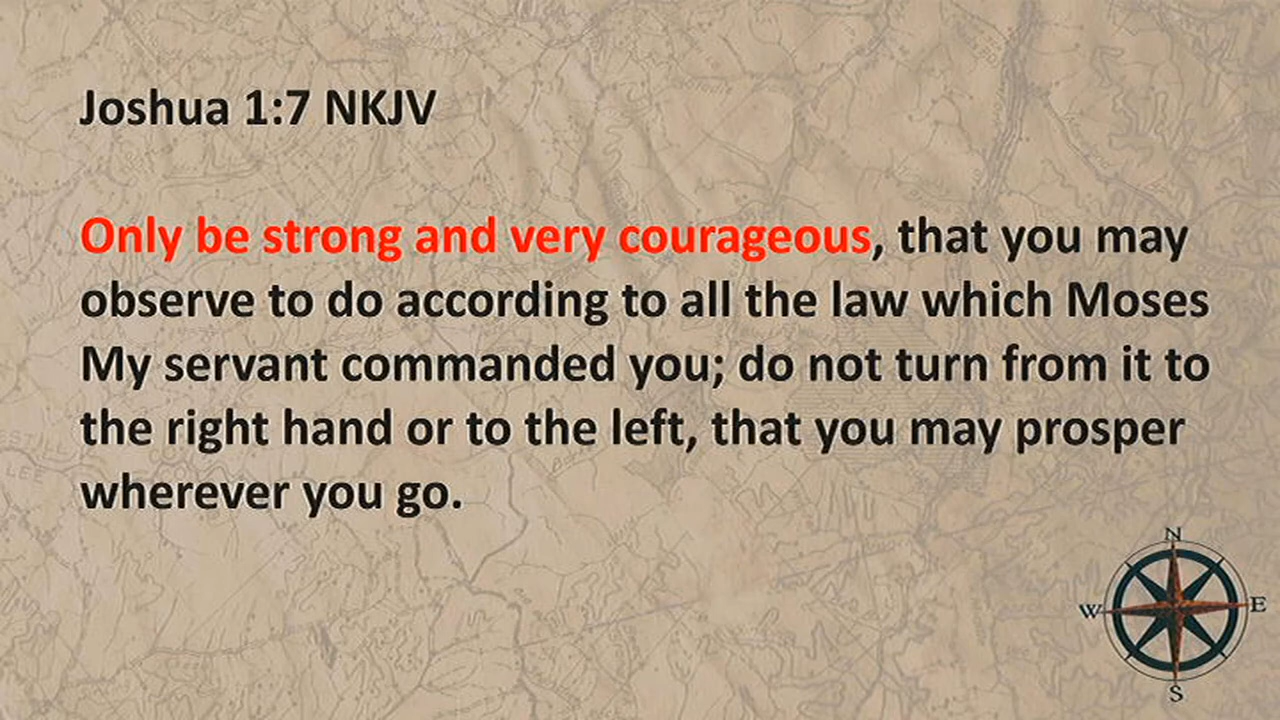 Joshua 1:7 NKJV
Only be strong and very courageous, that you may
observe to do according to all the law which Moses
My servant commanded you; do not turn from it to
the right hand or to the left, that you may prosper
wherever you go.
N
W E
S